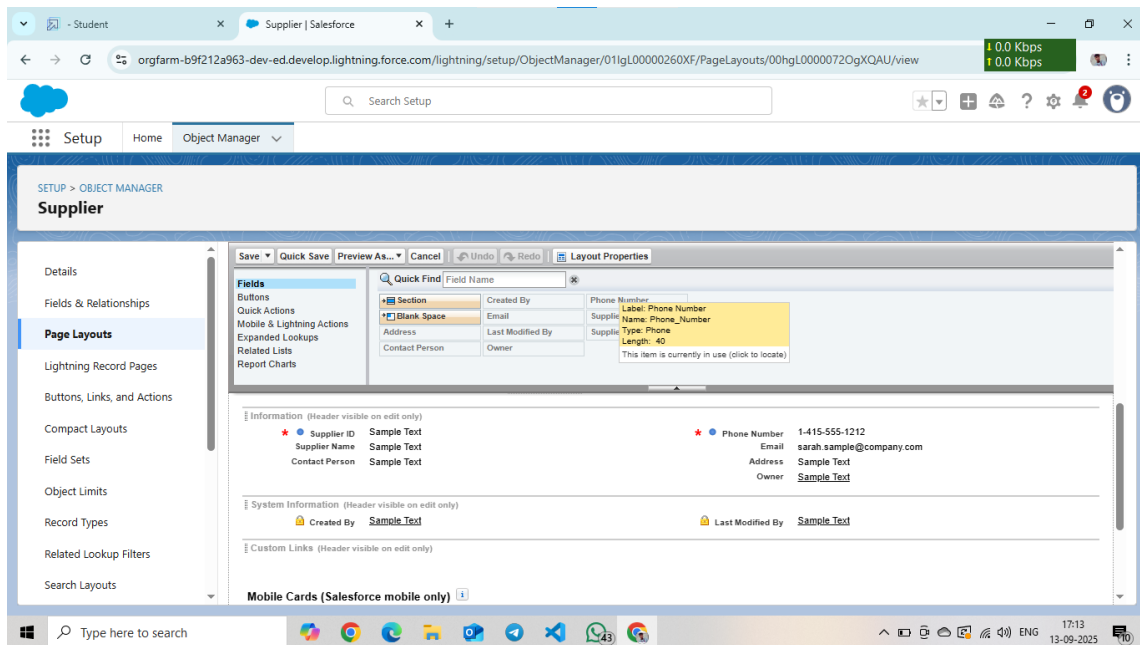 - Student
Supplier | Salesforce
orgfarm-b9f212a963-dev-ed.develop.lightning.force.com/lightning/setup/ObjectManager/01IgL00000260XF/PageLayouts/00hgL0000072OgXQAU/view
0.0 Kbps
0.0 Kbps
Search Setup
2
Setup
Home
Object Manager
SETUP > OBJECT MANAGER
Supplier
Details
Fields & Relationships
Page Layouts
Lightning Record Pages
Buttons, Links, and Actions
Compact Layouts
Field Sets
Object Limits
Record Types
Related Lookup Filters
Search Layouts
Save Quick Save Preview As... Cancel Undo Redo Layout Properties
Fields
Buttons
Quick Actions
Mobile & Lightning Actions
Expanded Lookups
Related Lists
Report Charts
Quick Find Field Name
Section Created By Phone Number
Blank Space Email Supplie
Address Last Modified By Supplie
Contact Person Owner
Label: Phone Number
Name: Phone_Number
Type: Phone
Length: 40
This item is currently in use (click to locate)
Information (Header visible on edit only)
* Supplier ID Sample Text * Phone Number 1-415-555-1212
Supplier Name Sample Text Email sarah.sample@company.com
Contact Person Sample Text Address Sample Text
Owner Sample Text
System Information (Header visible on edit only)
Created By Sample Text Last Modified By Sample Text
Custom Links (Header visible on edit only)
Mobile Cards (Salesforce mobile only) i
Type here to search
43
ENG
17:13
13-09-2025
10